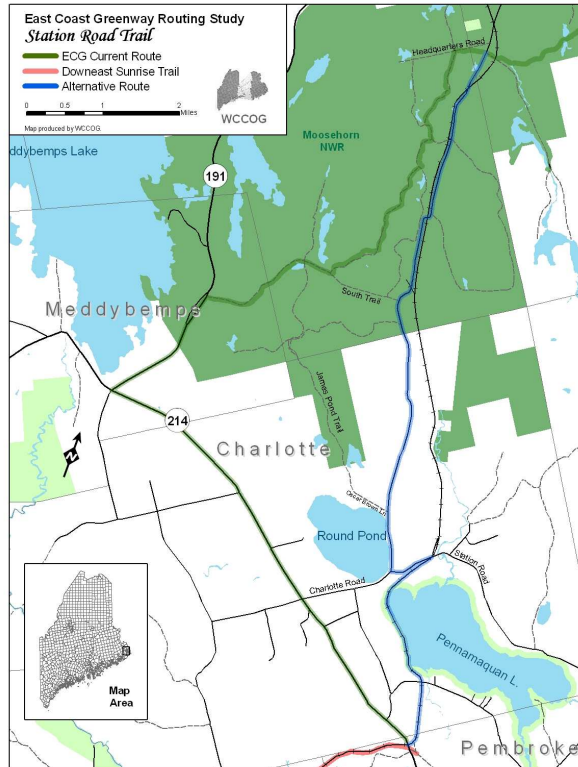 East Coast Greenway Routing Study
Station Road Trail
ECG Current Route
Downeast Sunrise Trail
Alternative Route
0 0.5 1 2
Miles
Map produced by WCCOG
WCCOG
Headquarters Road
Moosehorn
NWR
ddybemps Lake
191
South Trail
Meddybemps
James Pond Trail
214
N
Charlotte
Oscar Brown Ln
Round Pond
Station Road
Charlotte Road
Pennamaquan L.
Map
Area
Pembroke